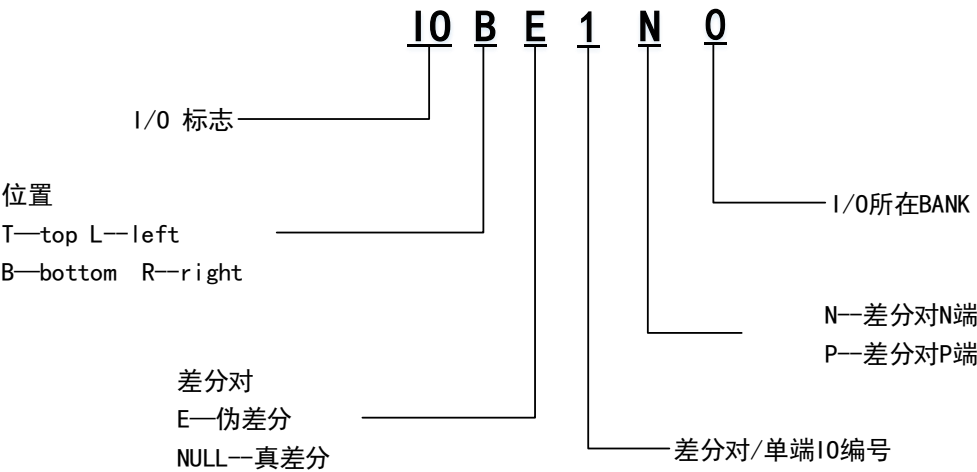 IO B E 1 N 0
I/O 标志
位置
T—top L--left
B—bottom R--right
I/O所在BANK
N--差分对N端
P--差分对P端
差分对
E—伪差分
NULL--真差分
差分对/单端IO编号